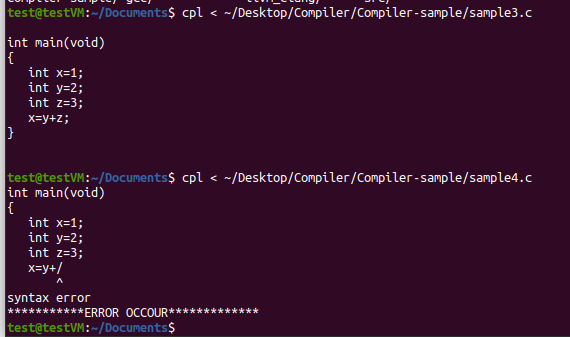 test@testVM:~/Documents$ cpl < ~/Desktop/Compiler/Compiler-sample/sample3.c
int main(void)
{
int x=1;
int y=2;
int z=3;
x=y+z;
}
test@testVM:~/Documents$ cpl < ~/Desktop/Compiler/Compiler-sample/sample4.c
int main(void)
{
int x=1;
int y=2;
int z=3;
x=y+/
^
syntax error
***********ERROR OCCOUR*************
test@testVM:~/Documents$